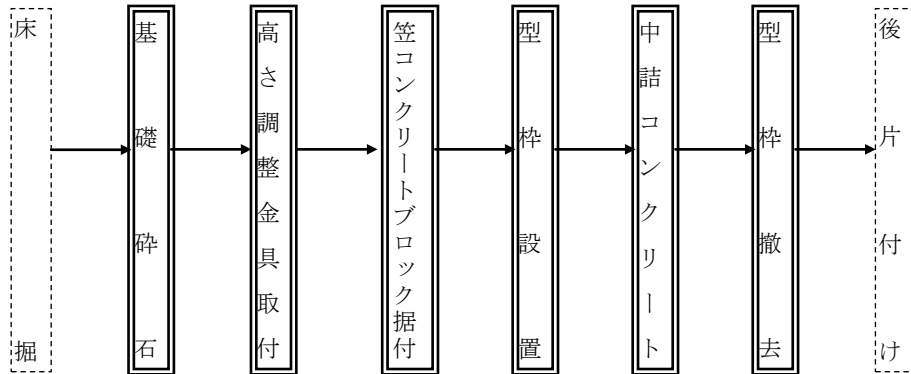 床掘
基礎砕石
高さ調整金具取付
笠コンクリートブロック据付
型枠設置
中詰コンクリート
型枠撤去
後片付け